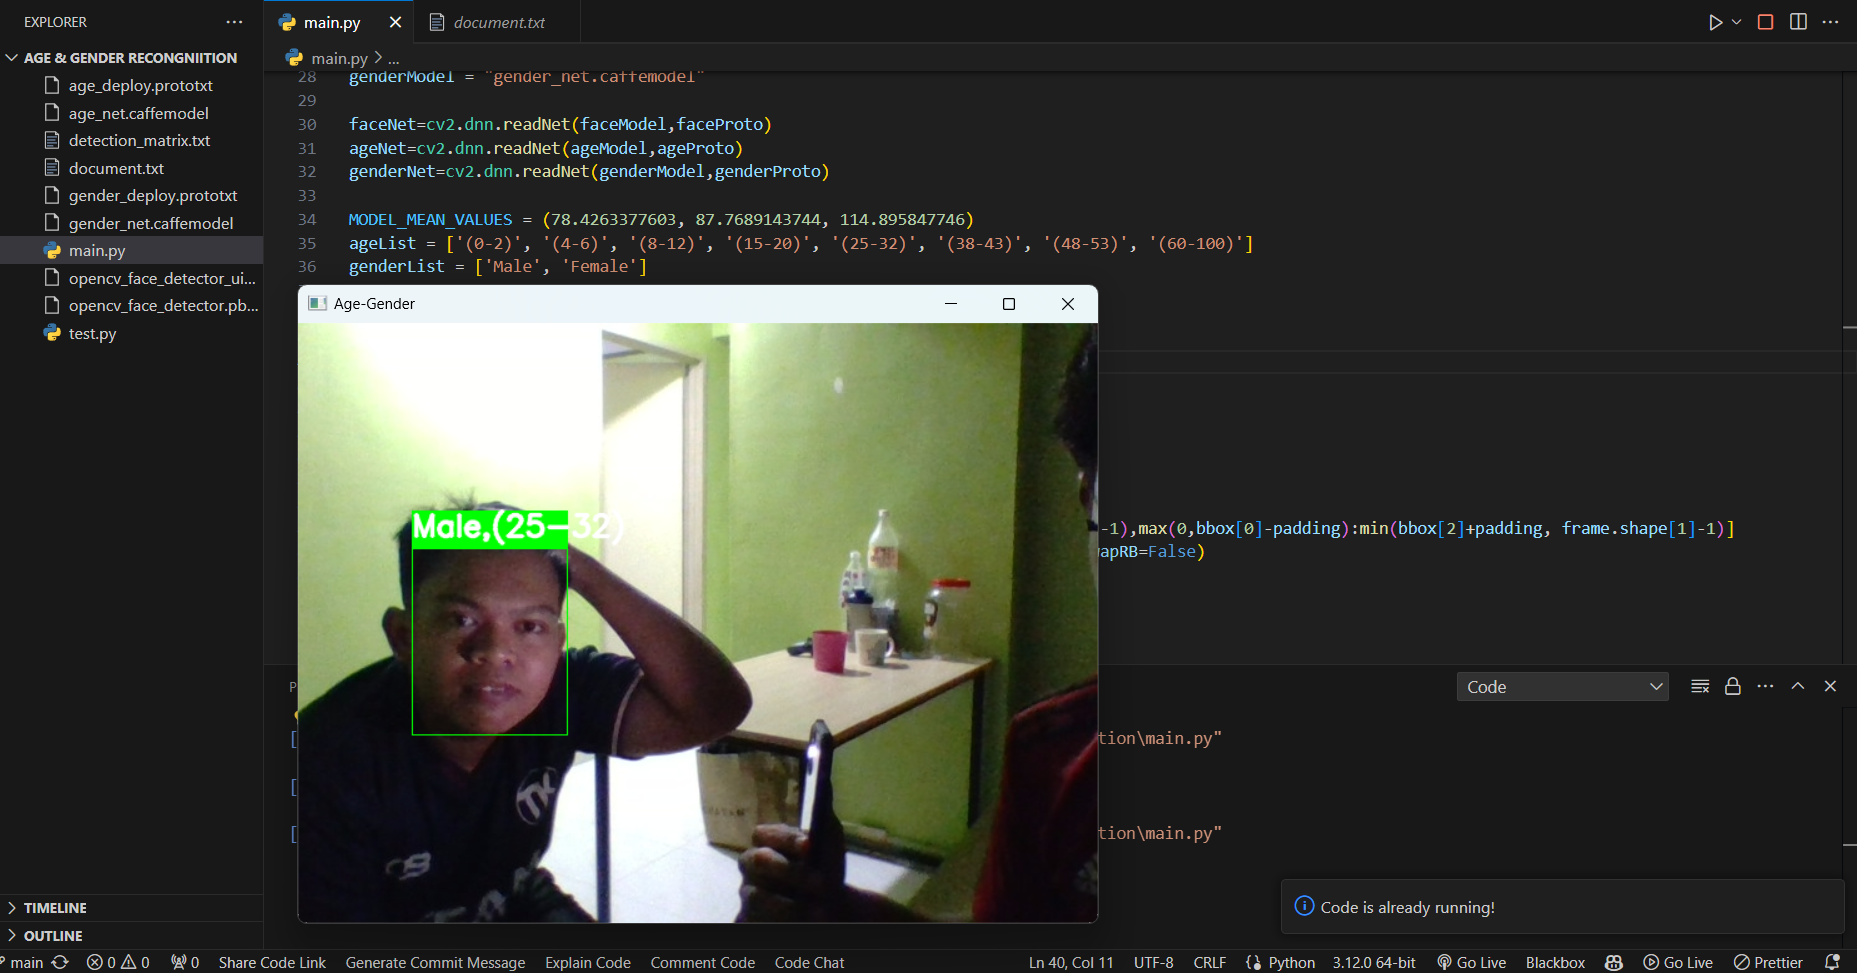 EXPLORER
AGE & GENDER RECONGNIITION
age_deploy.prototxt
age_net.caffemodel
detection_matrix.txt
document.txt
gender_deploy.prototxt
gender_net.caffemodel
main.py
opencv_face_detector_ui...
opencv_face_detector.pb...
test.py
TIMELINE
OUTLINE
main.py
document.txt
main.py > ...
28 genderModel = "gender_net.caffemodel"
29
30 faceNet=cv2.dnn.readNet(faceModel,faceProto)
31 ageNet=cv2.dnn.readNet(ageModel,ageProto)
32 genderNet=cv2.dnn.readNet(genderModel,genderProto)
33
34 MODEL_MEAN_VALUES = (78.4263377603, 87.7689143744, 114.895847746)
35 ageList = ['(0-2)', '(4-6)', '(8-12)', '(15-20)', '(25-32)', '(38-43)', '(48-53)', '(60-100)']
36 genderList = ['Male', 'Female']
Age-Gender
Male,(25-32)
-1),max(0,bbox[0]-padding):min(bbox[2]+padding, frame.shape[1]-1)]
apRB=False)
P
Code
[
tion\main.py"
[
[
tion\main.py"
Code is already running!
main
0
0
0
Share Code Link
Generate Commit Message
Explain Code
Comment Code
Code Chat
Ln 40, Col 11
UTF-8
CRLF
Python
3.12.0 64-bit
Go Live
Blackbox
Go Live
Prettier